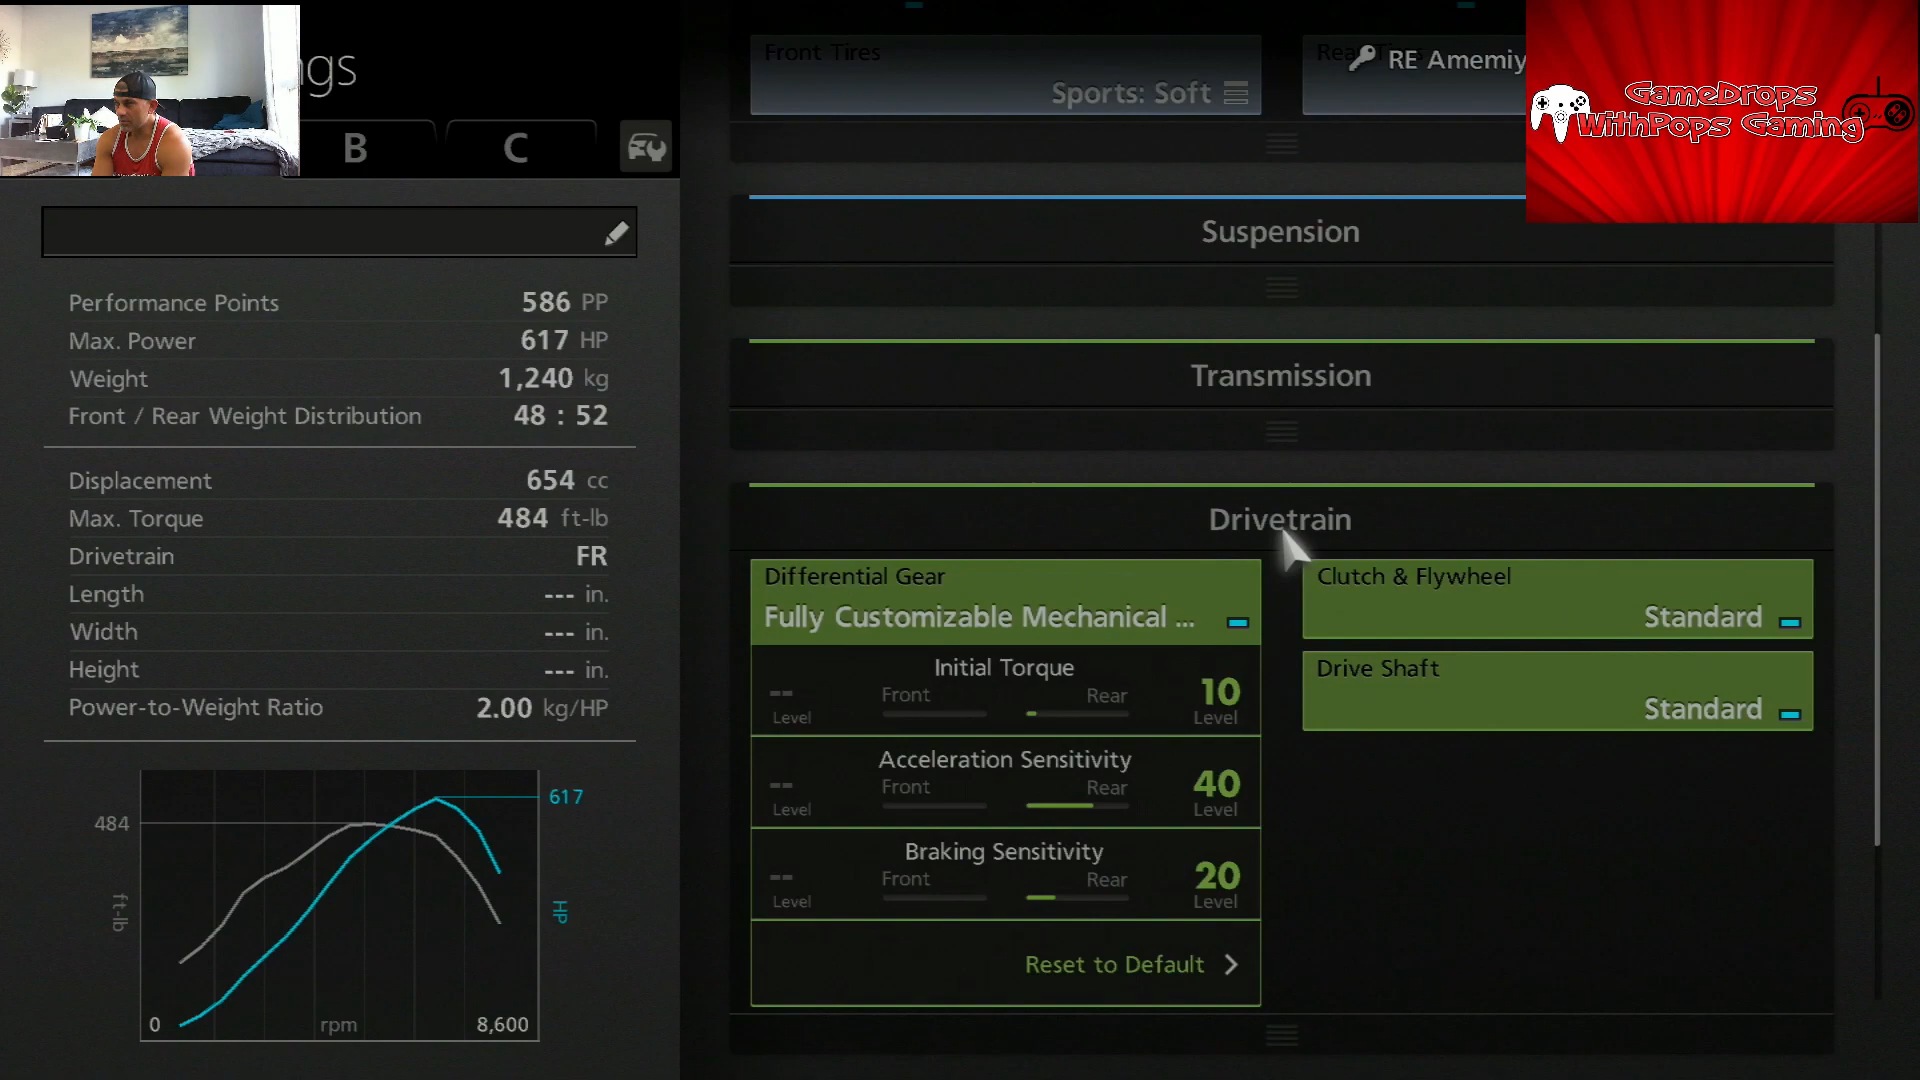 ngs
B
C
Performance Points 586 PP
Max. Power 617 HP
Weight 1,240 kg
Front / Rear Weight Distribution 48 : 52
Displacement 654 cc
Max. Torque 484 ft-lb
Drivetrain FR
Length --- in.
Width --- in.
Height --- in.
Power-to-Weight Ratio 2.00 kg/HP
617
484
ft-lb
HP
0 rpm 8,600
Front Tires
Sports: Soft
RE Amemiy
GameDrops
WithPops Gaming
Suspension
Transmission
Drivetrain
Differential Gear
Fully Customizable Mechanical ...
Initial Torque
-- Front Rear 10
Level Level
Acceleration Sensitivity
-- Front Rear 40
Level Level
Braking Sensitivity
-- Front Rear 20
Level Level
Reset to Default
Clutch & Flywheel
Standard
Drive Shaft
Standard